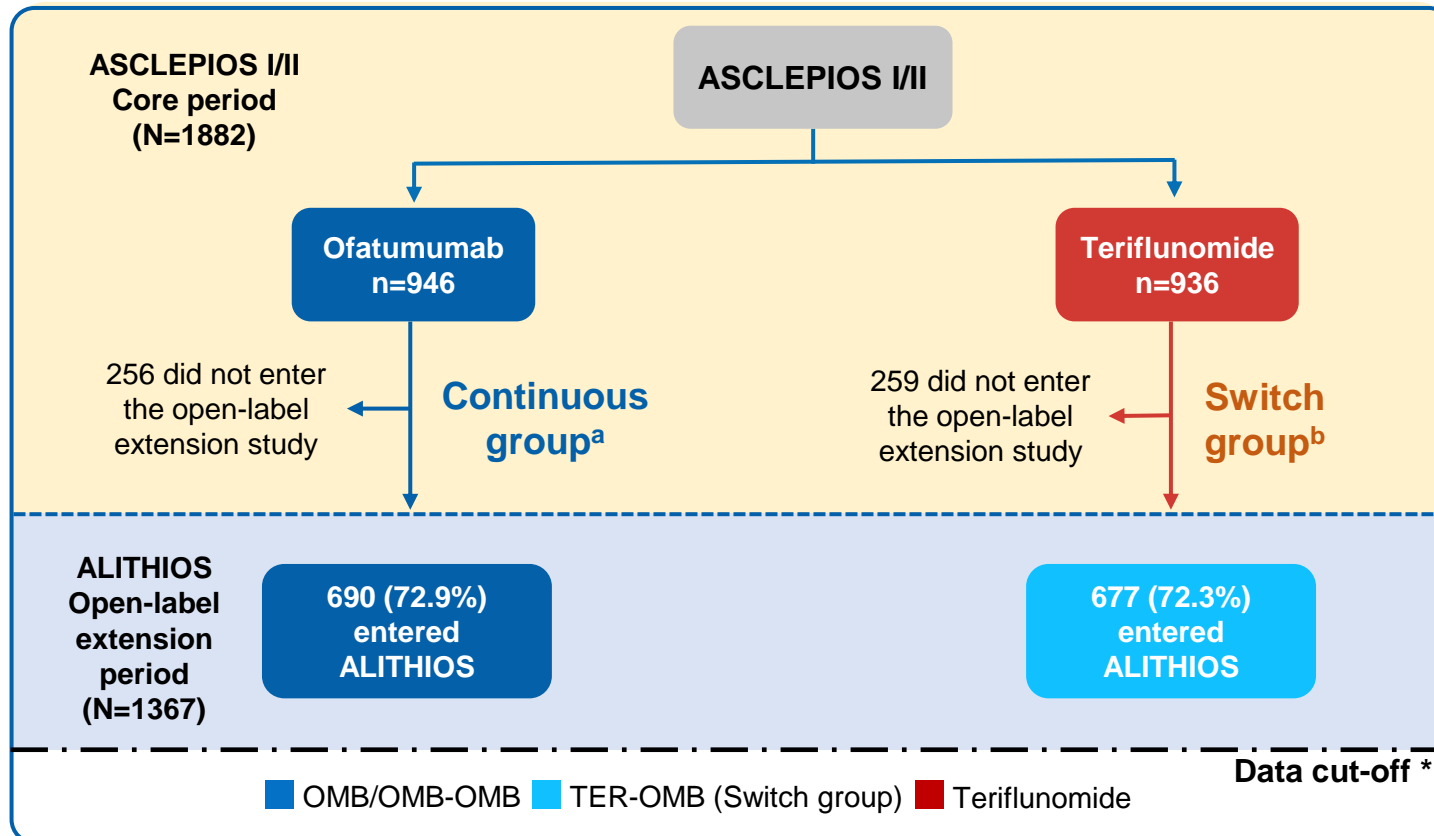 ASCLEPIOS I/II
Core period
(N=1882)
ASCLEPIOS I/II
Ofatumumab
n=946
Teriflunomide
n=936
256 did not enter
the open-label
extension study
Continuous
groupᵃ
259 did not enter
the open-label
extension study
Switch
groupᵇ
ALITHIOS
Open-label
extension
period
(N=1367)
690 (72.9%)
entered
ALITHIOS
677 (72.3%)
entered
ALITHIOS
Data cut-off *
OMB/OMB-OMB TER-OMB (Switch group) Teriflunomide